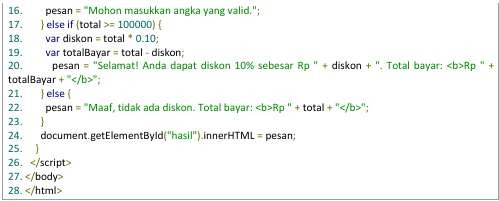 16. pesan = "Mohon masukkan angka yang valid.";
17. } else if (total >= 100000) {
18. var diskon = total * 0.10;
19. var totalBayar = total - diskon;
20. pesan = "Selamat! Anda dapat diskon 10% sebesar Rp " + diskon + ". Total bayar: <b>Rp " +
totalBayar + "</b>";
21. } else {
22. pesan = "Maaf, tidak ada diskon. Total bayar: <b>Rp " + total + "</b>";
23. }
24. document.getElementById("hasil").innerHTML = pesan;
25. }
26. </script>
27. </body>
28. </html>